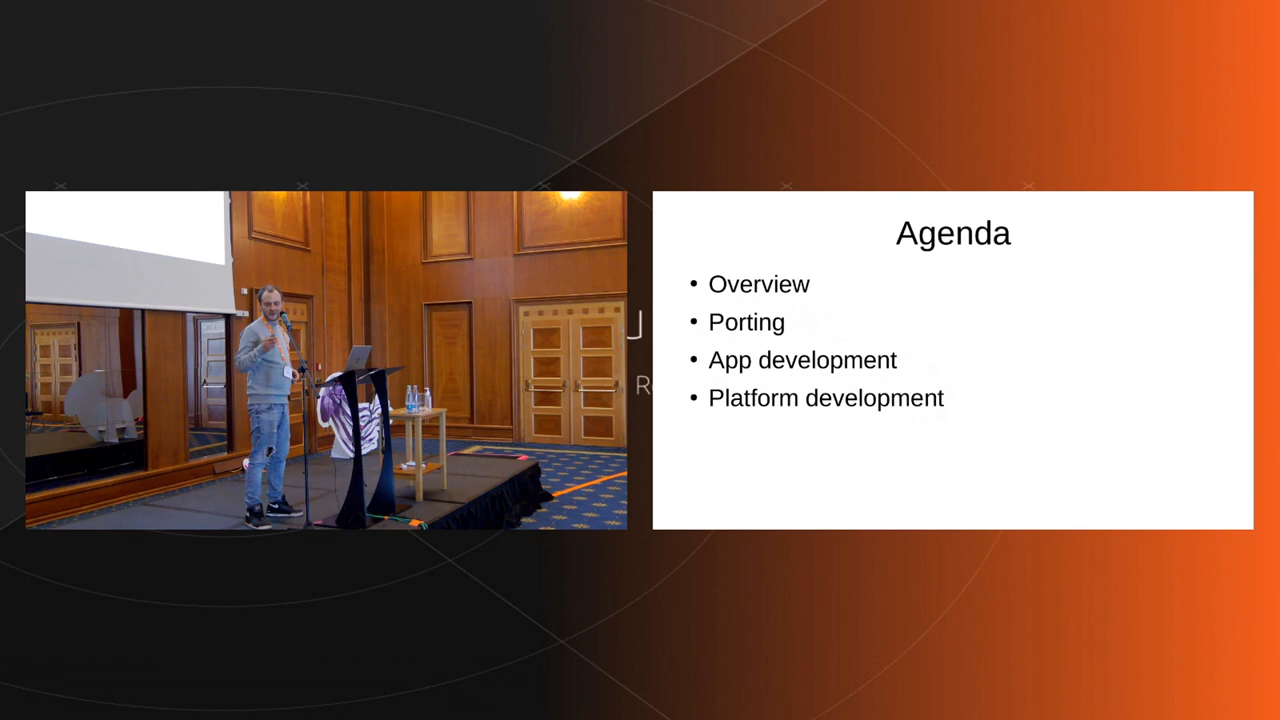 Agenda
• Overview
• Porting
• App development
• Platform development